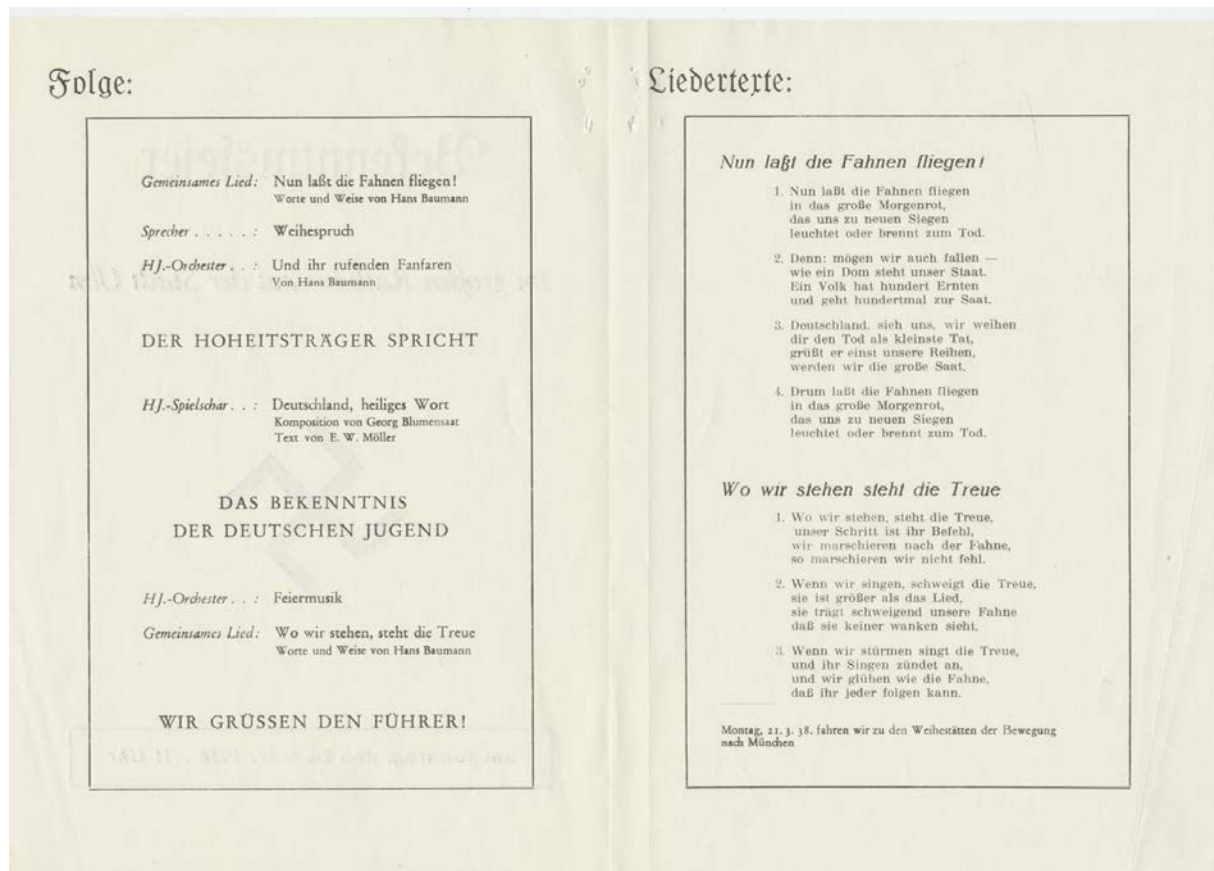 Folge:
Gemeinsames Lied: Nun laßt die Fahnen fliegen!
Worte und Weise von Hans Baumann
Sprecher . . . . . : Weihespruch
HJ.-Orchester . . : Und ihr rufenden Fanfaren
Von Hans Baumann
DER HOHEITSTRÄGER SPRICHT
HJ.-Spielschar . . : Deutschland, heiliges Wort
Komposition von Georg Blumensaat
Text von E. W. Möller
DAS BEKENNTNIS
DER DEUTSCHEN JUGEND
HJ.-Orchester . . : Feiermusik
Gemeinsames Lied: Wo wir stehen, steht die Treue
Worte und Weise von Hans Baumann
WIR GRÜSSEN DEN FÜHRER!
Liedertexte:
Nun laßt die Fahnen fliegen!
1. Nun laßt die Fahnen fliegen
in das große Morgenrot,
das uns zu neuen Siegen
leuchtet oder brennt zum Tod.
2. Denn: mögen wir auch fallen —
wie ein Dom steht unser Staat.
Ein Volk hat hundert Ernten
und geht hundertmal zur Saat.
3. Deutschland, sieh uns, wir weihen
dir den Tod als kleinste Tat,
grüßt er einst unsere Reihen,
werden wir die große Saat.
4. Drum laßt die Fahnen fliegen
in das große Morgenrot,
das uns zu neuen Siegen
leuchtet oder brennt zum Tod.
Wo wir stehen steht die Treue
1. Wo wir stehen, steht die Treue,
unser Schritt ist ihr Befehl,
wir marschieren nach der Fahne,
so marschieren wir nicht fehl.
2. Wenn wir singen, schweigt die Treue,
sie ist größer als das Lied,
sie trägt schweigend unsere Fahne
daß sie keiner wanken sieht.
3. Wenn wir stürmen singt die Treue,
und ihr Singen zündet an,
und wir glühen wie die Fahne,
daß ihr jeder folgen kann.
Montag, 21. 3. 38. fahren wir zu den Weihestätten der Bewegung
nach München